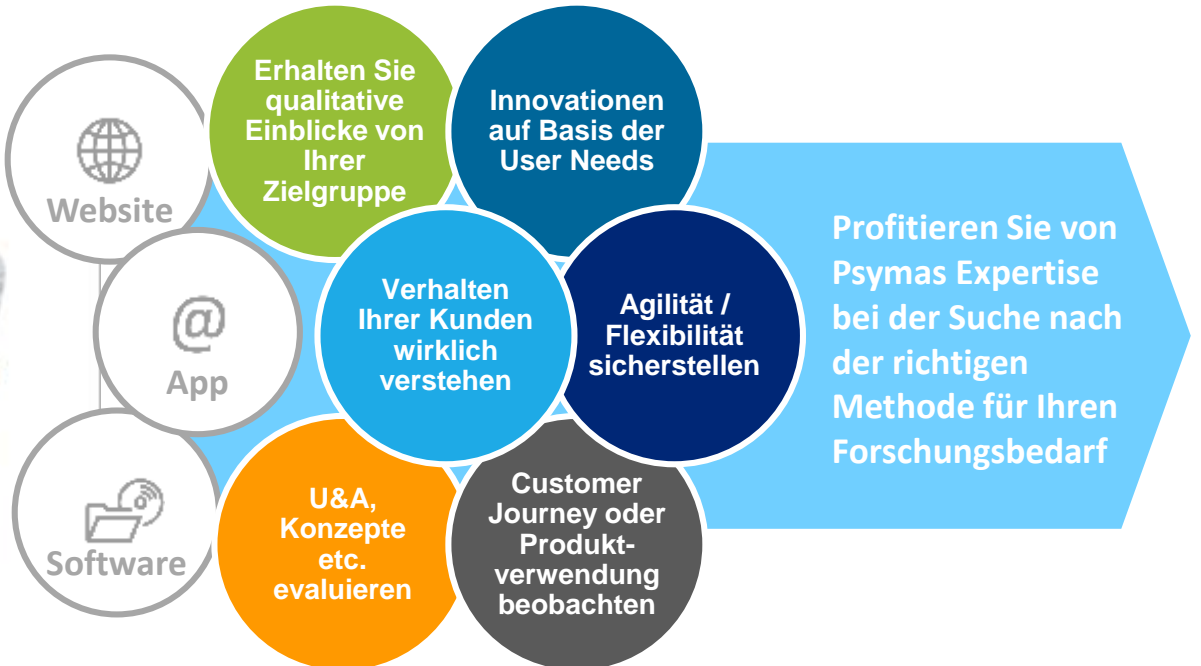 Website
@
App
Software
Erhalten Sie
qualitative
Einblicke von
Ihrer
Zielgruppe
Innovationen
auf Basis der
User Needs
Verhalten
Ihrer Kunden
wirklich
verstehen
Agilität /
Flexibilität
sicherstellen
U&A,
Konzepte
etc.
evaluieren
Customer
Journey oder
Produkt-
verwendung
beobachten
Profitieren Sie von
Psymas Expertise
bei der Suche nach
der richtigen
Methode für Ihren
Forschungsbedarf